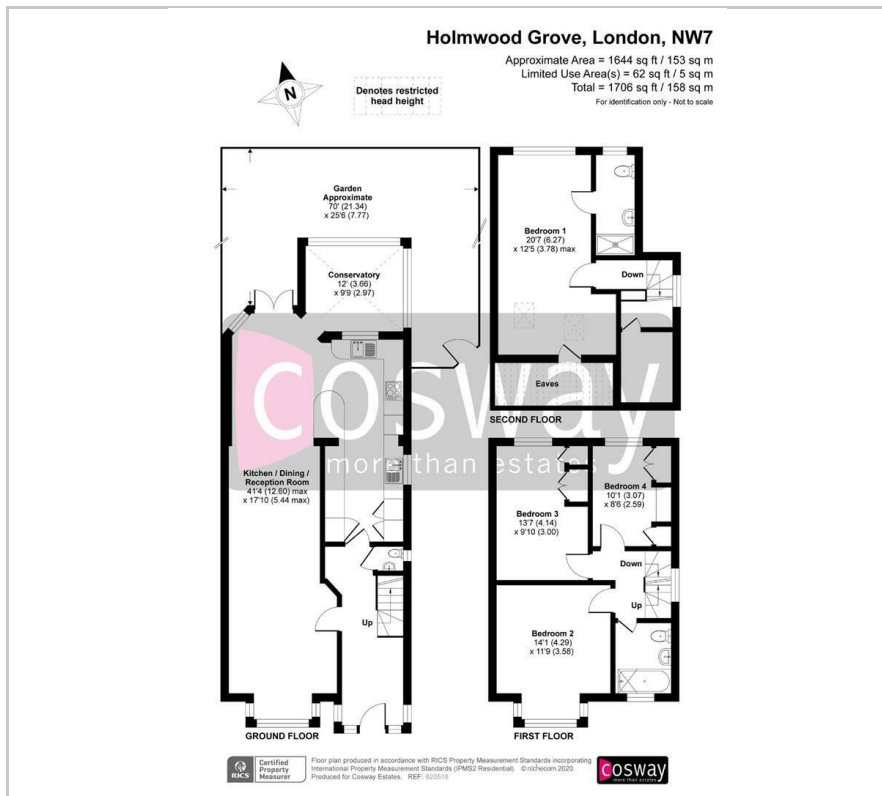 Holmwood Grove, London, NW7
Approximate Area = 1644 sq ft / 153 sq m
Limited Use Area(s) = 62 sq ft / 5 sq m
Total = 1706 sq ft / 158 sq m
For identification only - Not to scale
N
Denotes restricted
head height
Garden
Approximate
70' (21.34)
x 25'6 (7.77)
Conservatory
12' (3.66)
x 9'9 (2.97)
Kitchen / Dining /
Reception Room
41'4 (12.60) max
x 17'10 (5.44 max)
Up
GROUND FLOOR
Bedroom 1
20'7 (6.27)
x 12'5 (3.78) max
Down
Eaves
SECOND FLOOR
cosway
more than estates
Bedroom 3
13'7 (4.14)
x 9'10 (3.00)
Bedroom 4
10'1 (3.07)
x 8'6 (2.59)
Down
Up
Bedroom 2
14'1 (4.29)
x 11'9 (3.58)
FIRST FLOOR
RICS
Certified
Property
Measurer
Floor plan produced in accordance with RICS Property Measurement Standards incorporating
International Property Measurement Standards (IPMS2 Residential). © nichecom 2020.
Produced for Cosway Estates. REF: 620518
cosway
more than estates